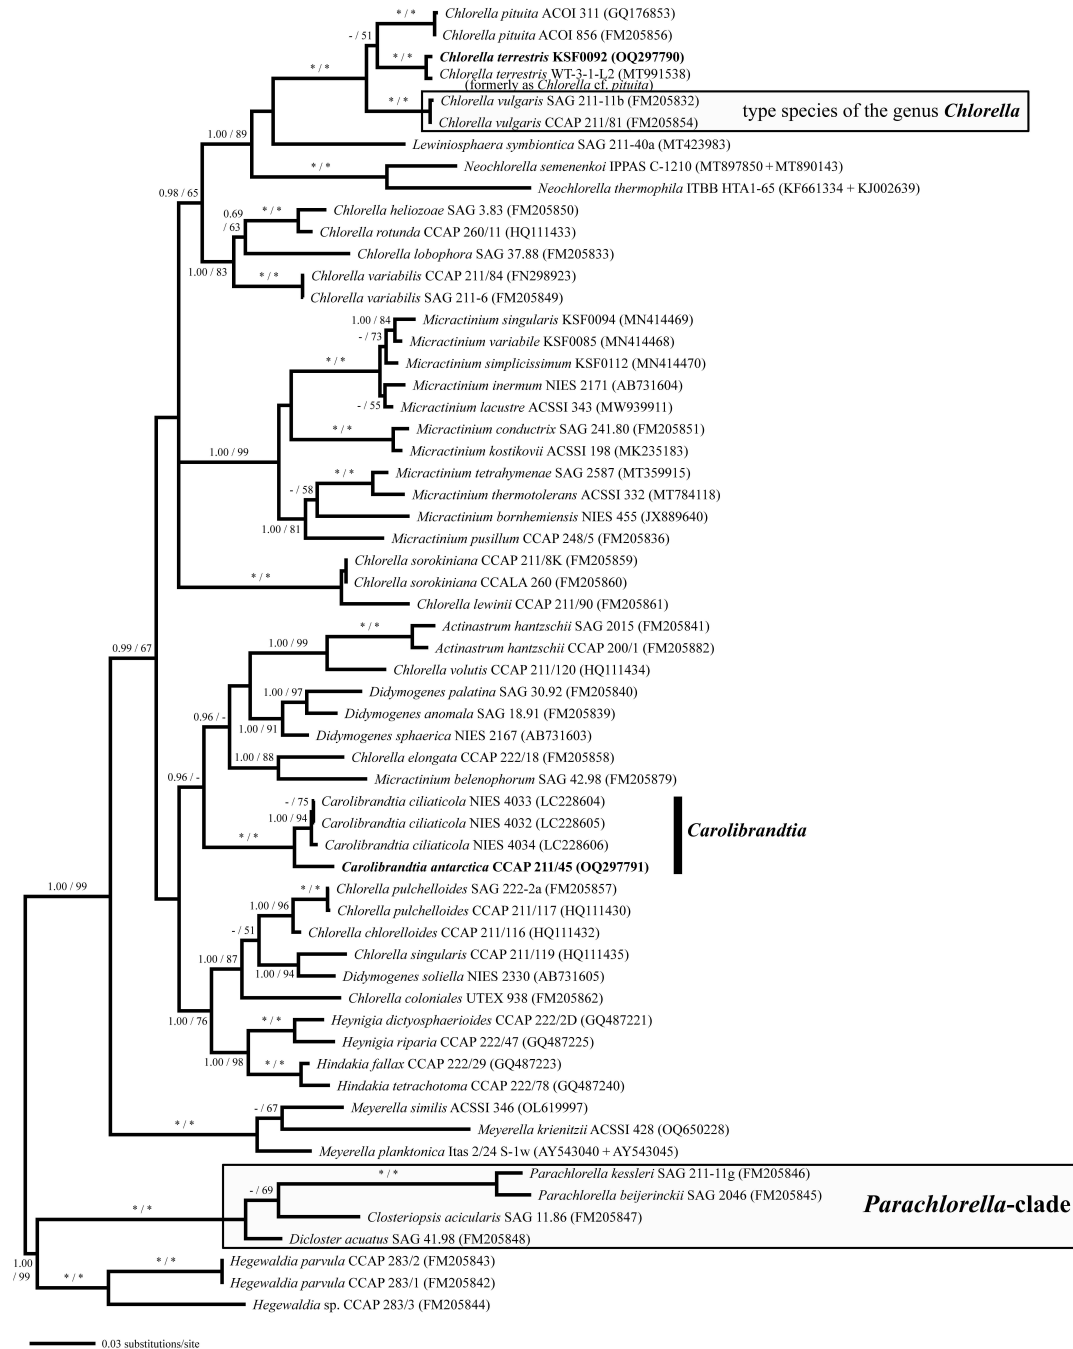 * / *
Chlorella pituita ACOI 311 (GQ176853)
- / 51
Chlorella pituita ACOI 856 (FM205856)
* / *
Chlorella terrestris KSF0092 (OQ297790)
* / *
Chlorella terrestris WT-3-1-L2 (MT991538)
(formerly as Chlorella cf. pituita)
* / *
Chlorella vulgaris SAG 211-11b (FM205832)
type species of the genus Chlorella
Chlorella vulgaris CCAP 211/81 (FM205854)
1.00 / 89
Lewiniosphaera symbiontica SAG 211-40a (MT423983)
* / *
Neochlorella semenenkoi IPPAS C-1210 (MT897850 + MT890143)
Neochlorella thermophila ITBB HTA1-65 (KF661334 + KJ002639)
0.98 / 65
0.69
/ 63
* / *
Chlorella heliozoae SAG 3.83 (FM205850)
Chlorella rotunda CCAP 260/11 (HQ111433)
Chlorella lobophora SAG 37.88 (FM205833)
1.00 / 83
* / *
Chlorella variabilis CCAP 211/84 (FN298923)
Chlorella variabilis SAG 211-6 (FM205849)
1.00 / 84
Micractinium singularis KSF0094 (MN414469)
- / 73
Micractinium variabile KSF0085 (MN414468)
* / *
Micractinium simplicissimum KSF0112 (MN414470)
Micractinium inermum NIES 2171 (AB731604)
- / 55
Micractinium lacustre ACSSI 343 (MW939911)
* / *
Micractinium conductrix SAG 241.80 (FM205851)
Micractinium kostikovii ACSSI 198 (MK235183)
1.00 / 99
* / *
Micractinium tetrahymenae SAG 2587 (MT359915)
- / 58
Micractinium thermotolerans ACSSI 332 (MT784118)
Micractinium bornhemiensis NIES 455 (JX889640)
1.00 / 81
Micractinium pusillum CCAP 248/5 (FM205836)
Chlorella sorokiniana CCAP 211/8K (FM205859)
* / *
Chlorella sorokiniana CCALA 260 (FM205860)
Chlorella lewinii CCAP 211/90 (FM205861)
* / *
Actinastrum hantzschii SAG 2015 (FM205841)
1.00 / 99
Actinastrum hantzschii CCAP 200/1 (FM205882)
0.99 / 67
Chlorella volutis CCAP 211/120 (HQ111434)
1.00 / 97
Didymogenes palatina SAG 30.92 (FM205840)
Didymogenes anomala SAG 18.91 (FM205839)
0.96 / -
1.00 / 91
Didymogenes sphaerica NIES 2167 (AB731603)
1.00 / 88
Chlorella elongata CCAP 222/18 (FM205858)
0.96 / -
Micractinium belenophorum SAG 42.98 (FM205879)
- / 75
Carolibrandtia ciliaticola NIES 4033 (LC228604)
1.00 / 94
Carolibrandtia ciliaticola NIES 4032 (LC228605)
Carolibrandtia
* / *
Carolibrandtia ciliaticola NIES 4034 (LC228606)
Carolibrandtia antarctica CCAP 211/45 (OQ297791)
1.00 / 99
* / *
Chlorella pulchelloides SAG 222-2a (FM205857)
1.00 / 96
Chlorella pulchelloides CCAP 211/117 (HQ111430)
- / 51
Chlorella chlorelloides CCAP 211/116 (HQ111432)
Chlorella singularis CCAP 211/119 (HQ111435)
1.00 / 87
1.00 / 94
Didymogenes soliella NIES 2330 (AB731605)
Chlorella coloniales UTEX 938 (FM205862)
1.00 / 76
* / *
Heynigia dictyosphaerioides CCAP 222/2D (GQ487221)
Heynigia riparia CCAP 222/47 (GQ487225)
1.00 / 98
* / *
Hindakia fallax CCAP 222/29 (GQ487223)
Hindakia tetrachotoma CCAP 222/78 (GQ487240)
- / 67
Meyerella similis ACSSI 346 (OL619997)
* / *
Meyerella krienitzii ACSSI 428 (OQ650228)
Meyerella planktonica Itas 2/24 S-1w (AY543040 + AY543045)
* / *
Parachlorella kessleri SAG 211-11g (FM205846)
- / 69
Parachlorella beijerinckii SAG 2046 (FM205845)
Parachlorella-clade
* / *
Closteriopsis acicularis SAG 11.86 (FM205847)
Dicloster acuatus SAG 41.98 (FM205848)
1.00
/ 99
* / *
Hegewaldia parvula CCAP 283/2 (FM205843)
* / *
Hegewaldia parvula CCAP 283/1 (FM205842)
Hegewaldia sp. CCAP 283/3 (FM205844)
0.03 substitutions/site